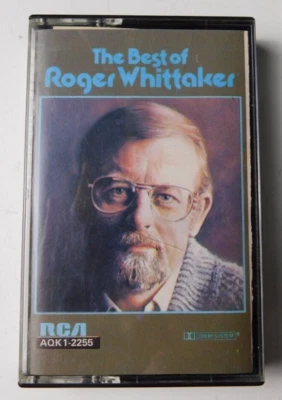 The Best of
Roger Whittaker
RCA
AQK1-2255